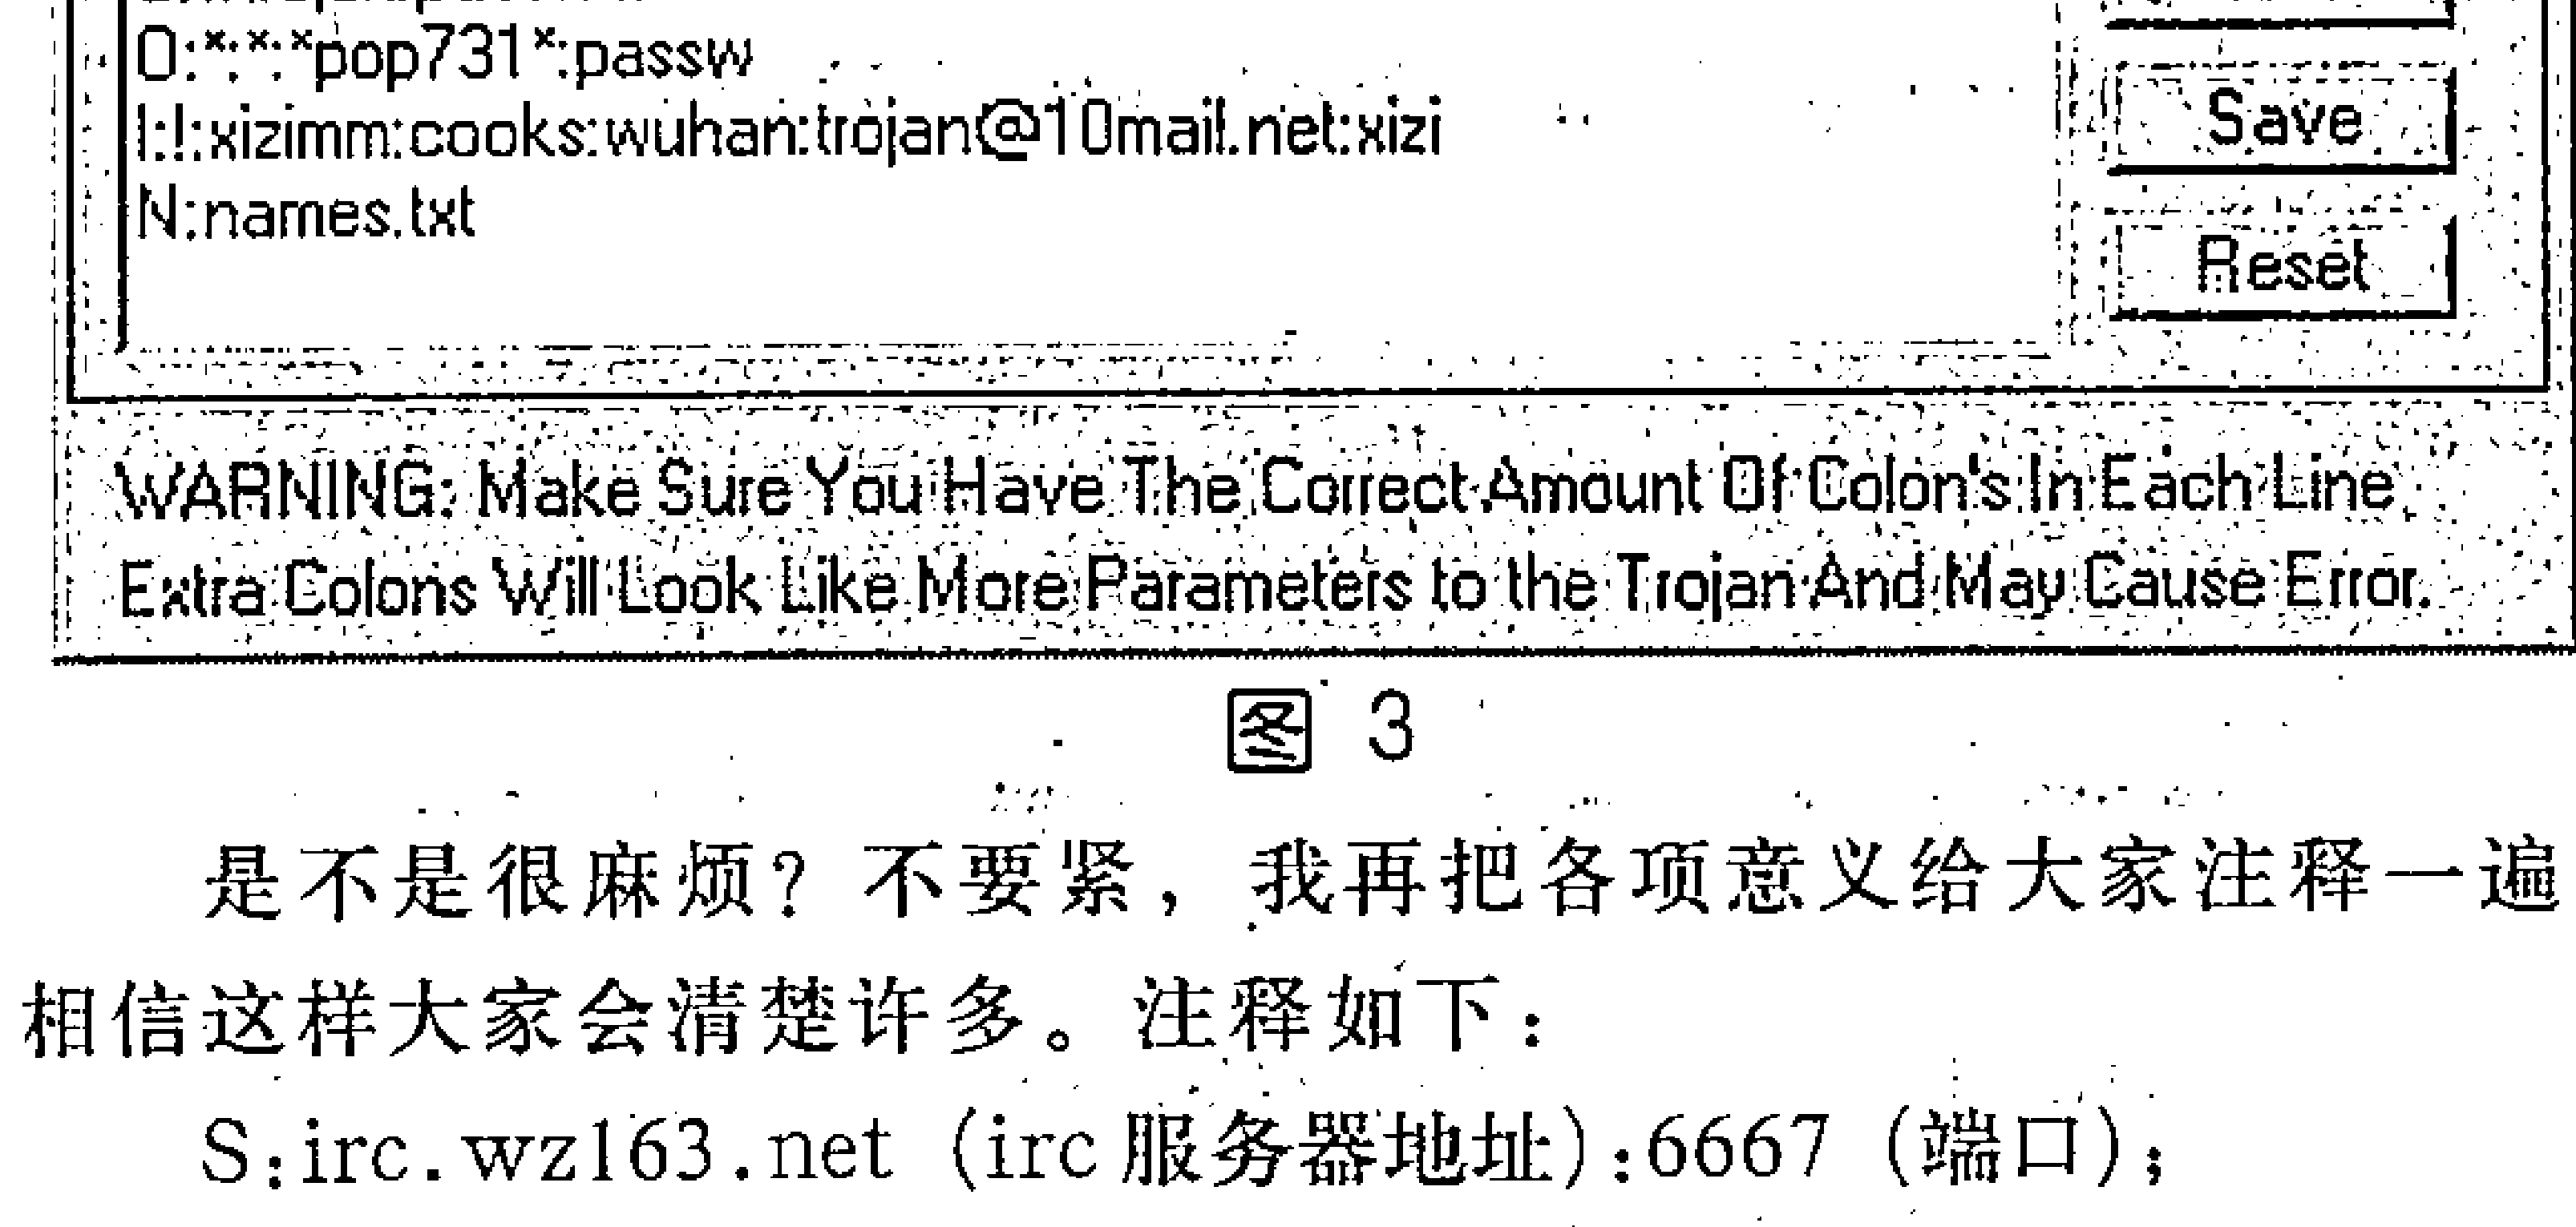 O:*:*:*pop731*:passw
I:!:xizimm:cooks:wuhan:trojan@10mail.net:xizi
N:names.txt
Save
Reset
WARNING: Make Sure You Have The Correct Amount Of Colon's In Each Line
Extra Colons Will Look Like More Parameters to the Trojan And May Cause Error.
图 3
是不是很麻烦？不要紧，我再把各项意义给大家注释一遍
相信这样大家会清楚许多。注释如下：
S:irc.wz163.net (irc服务器地址):6667 (端口);